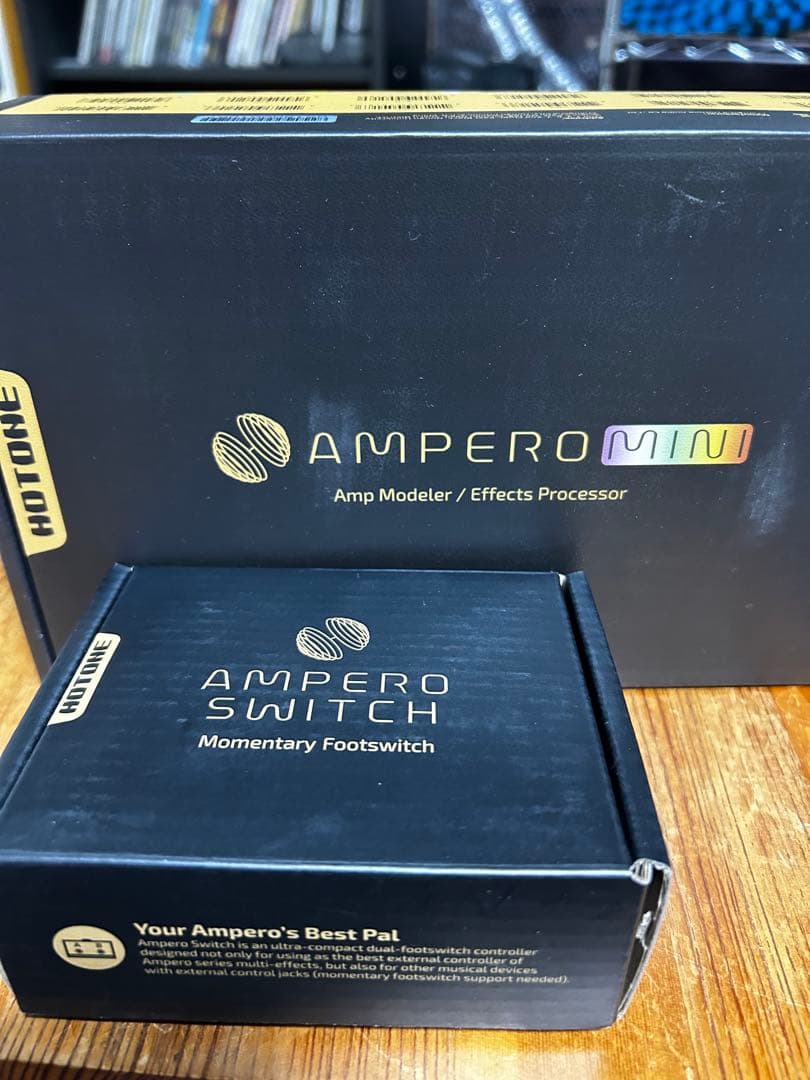 HOTONE
AMPERO MINI
Amp Modeler / Effects Processor
HOTONE
AMPERO
SWITCH
Momentary Footswitch
Your Ampero's Best Pal
Ampero Switch is an ultra-compact dual-footswitch controller
designed not only for using as the best external controller of
Ampero series multi-effects, but also for other musical devices
with external control jacks (momentary footswitch support needed).